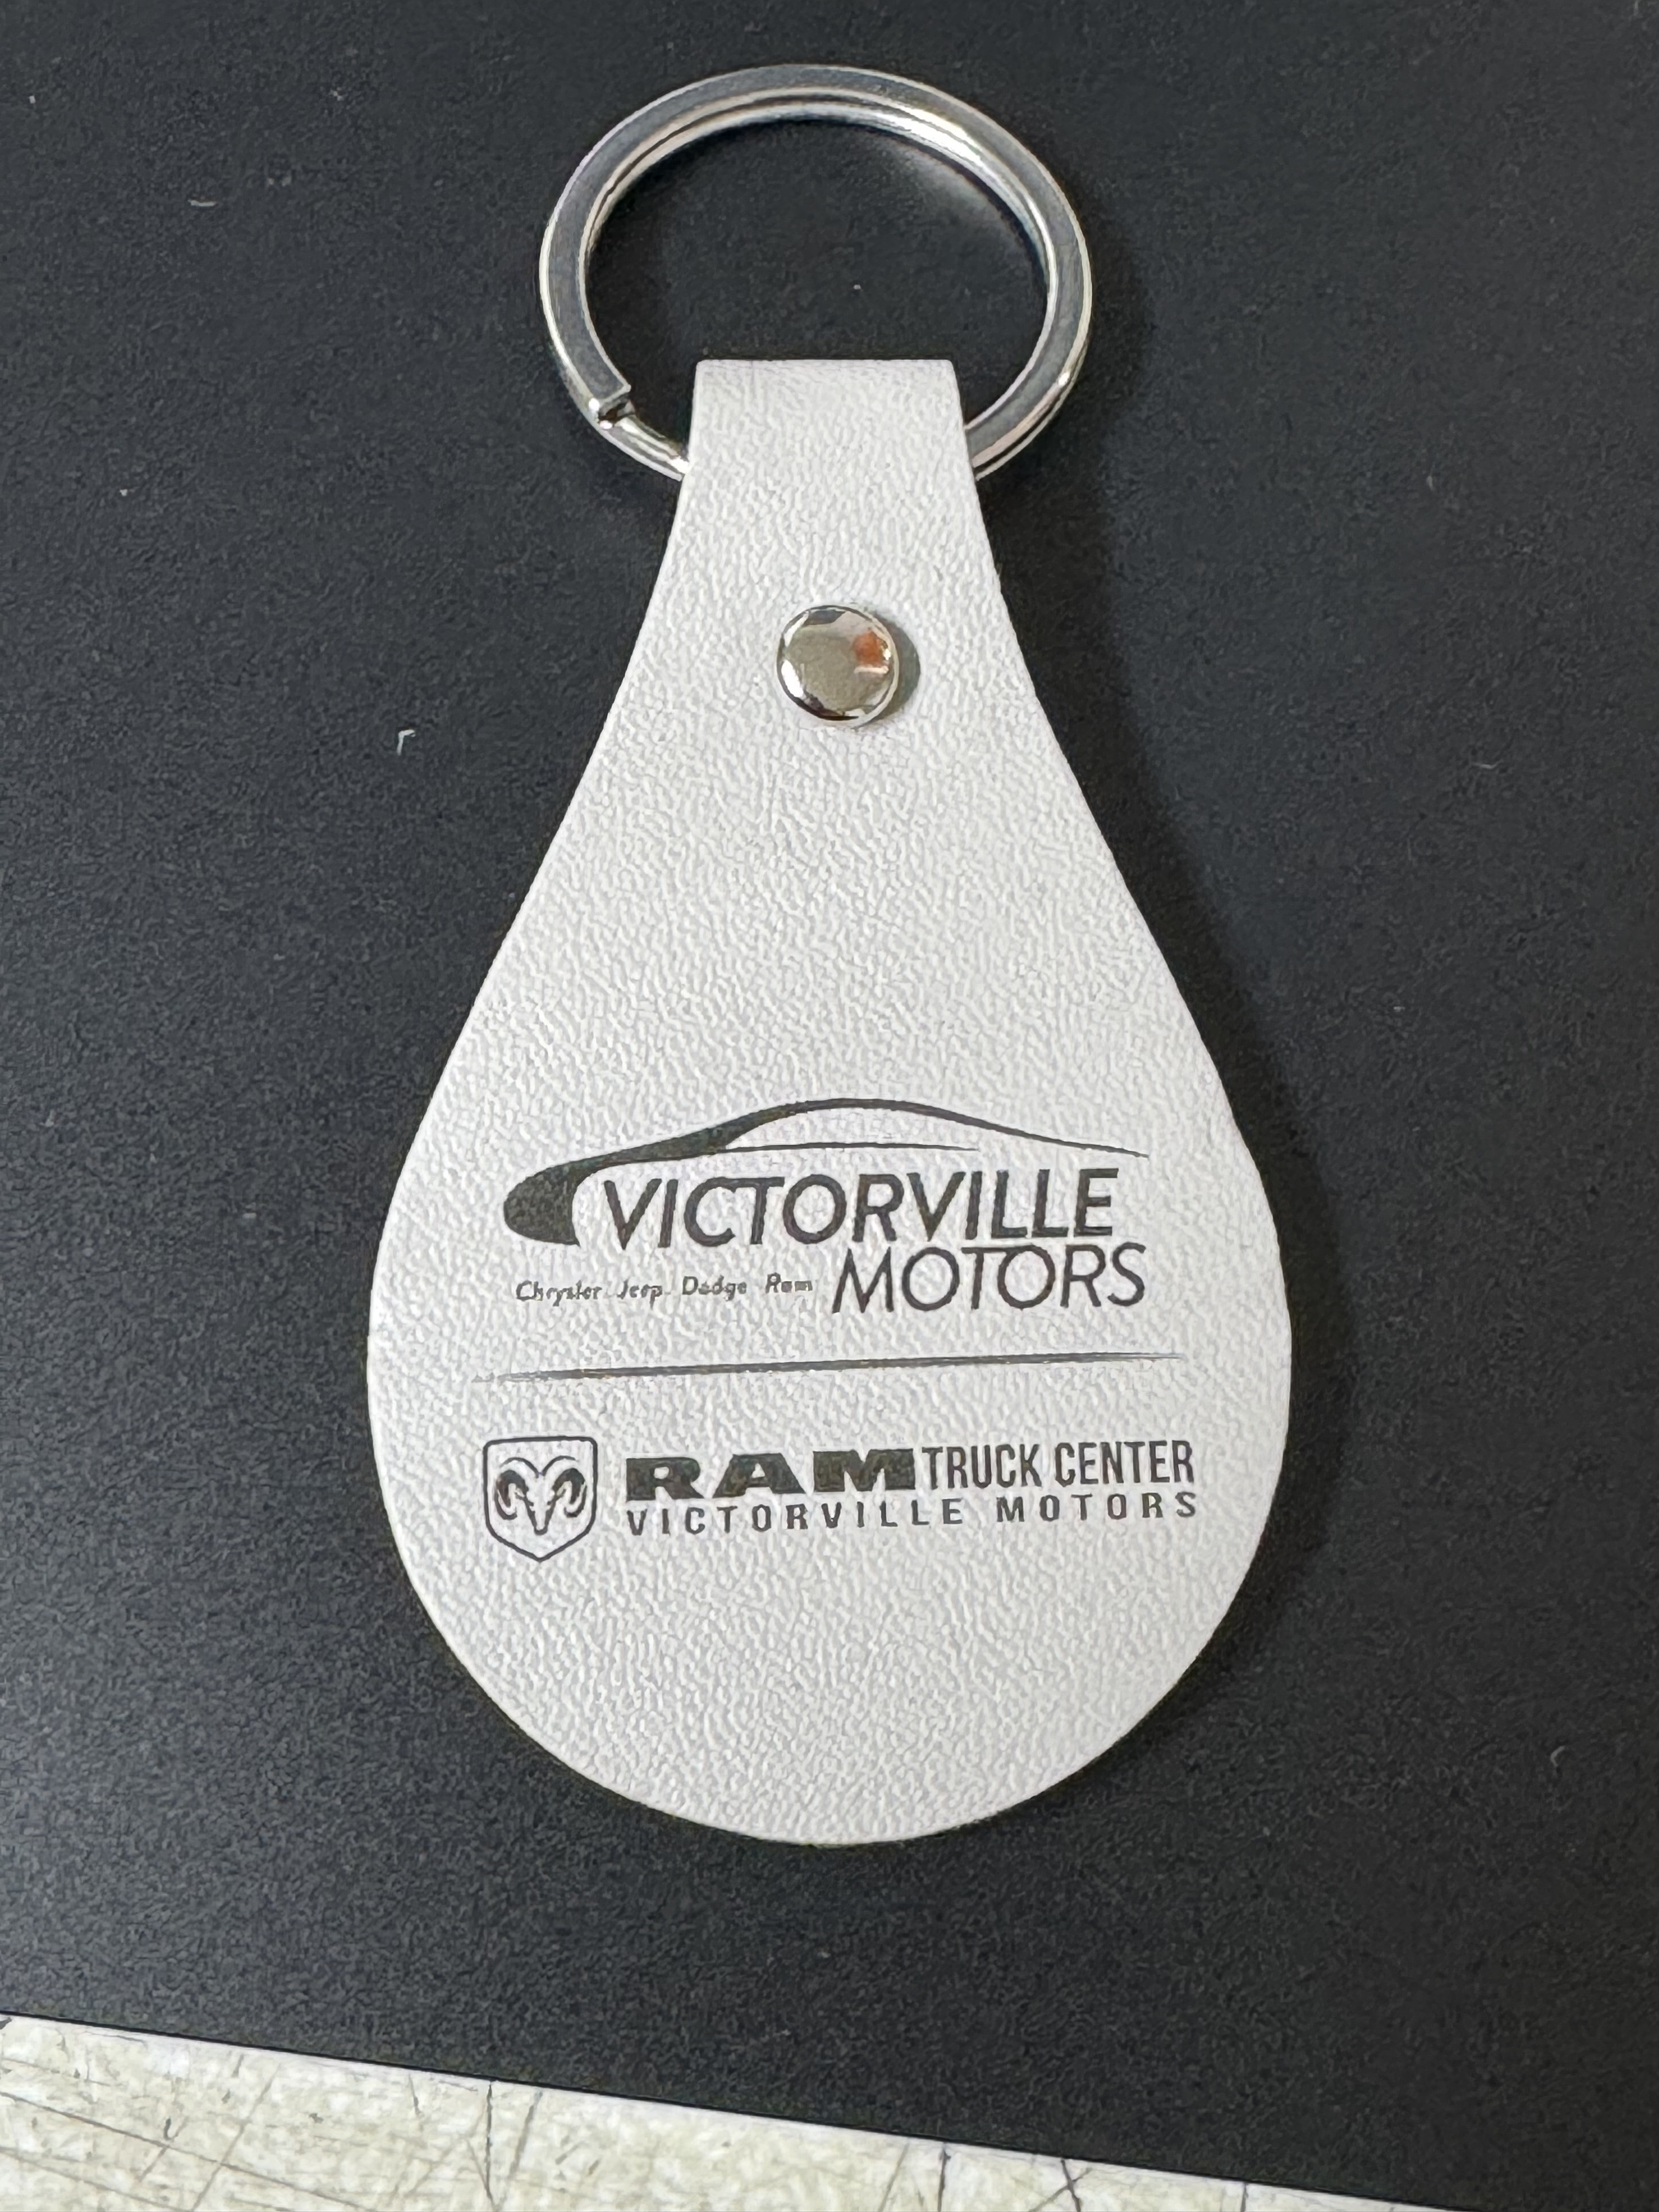 VICTORVILLE
MOTORS
Chrysler Jeep Dodge Ram
RAM TRUCK CENTER
VICTORVILLE MOTORS